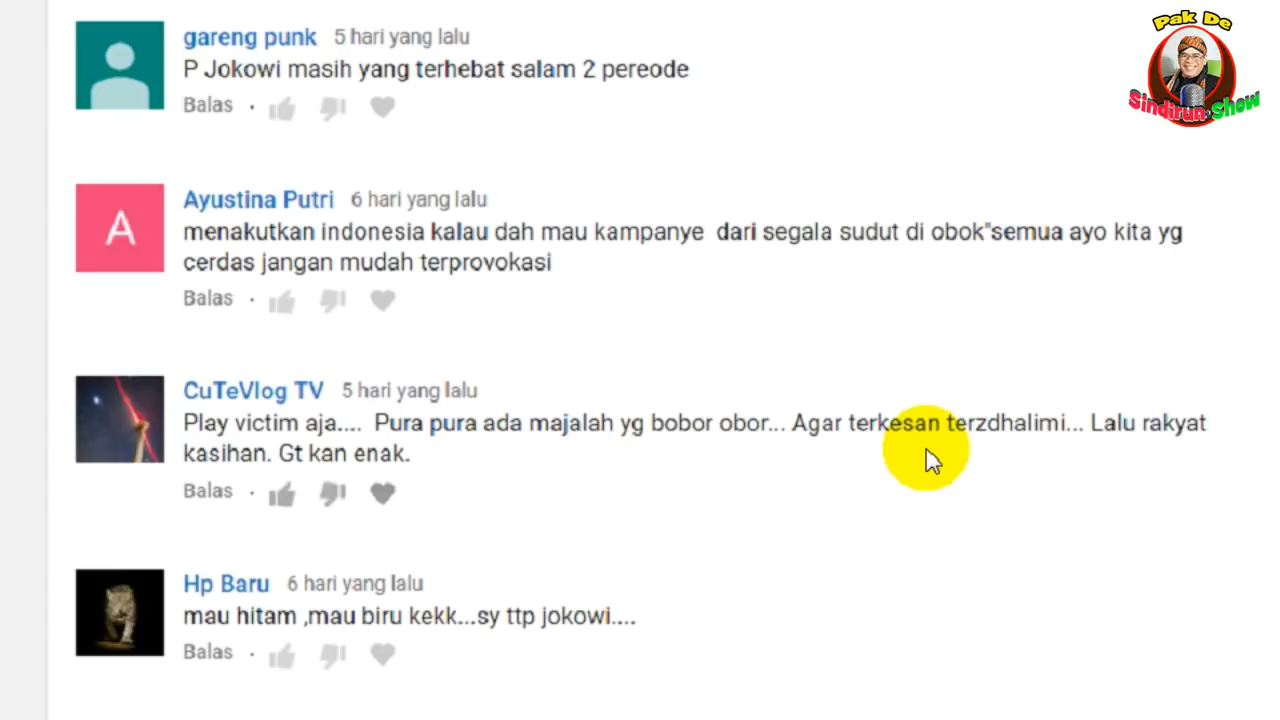 Pak De
Sindirun Show
gareng punk 5 hari yang lalu
P Jokowi masih yang terhebat salam 2 pereode
Balas
A
Ayustina Putri 6 hari yang lalu
menakutkan indonesia kalau dah mau kampanye dari segala sudut di obok"semua ayo kita yg
cerdas jangan mudah terprovokasi
Balas
CuTeVlog TV 5 hari yang lalu
Play victim aja.... Pura pura ada majalah yg bobor obor... Agar terkesan terzdhalimi... Lalu rakyat
kasihan. Gt kan enak.
Balas
Hp Baru 6 hari yang lalu
mau hitam ,mau biru kekk...sy ttp jokowi....
Balas